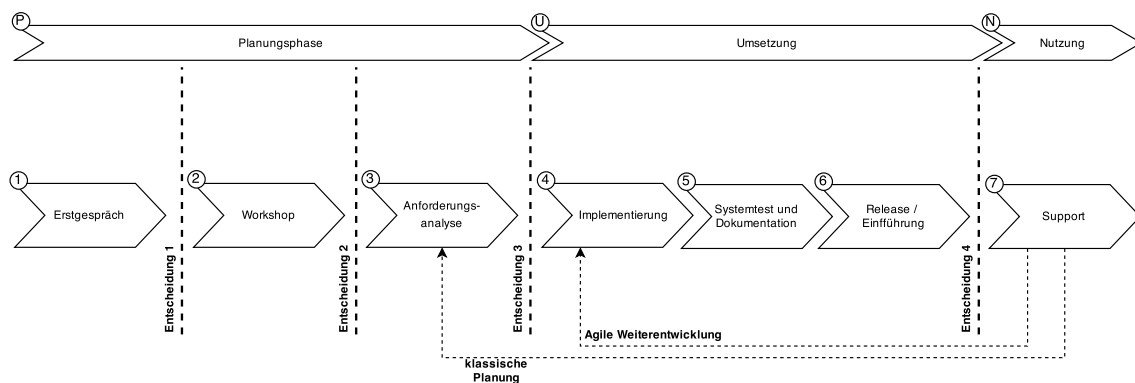 P
Planungsphase
U
Umsetzung
N
Nutzung
1
Erstgespräch
Entscheidung 1
2
Workshop
Entscheidung 2
3
Anforderungs-
analyse
Entscheidung 3
4
Implementierung
5
Systemtest und
Dokumentation
6
Release /
Einfführung
Entscheidung 4
7
Support
Agile Weiterentwicklung
klassische
Planung